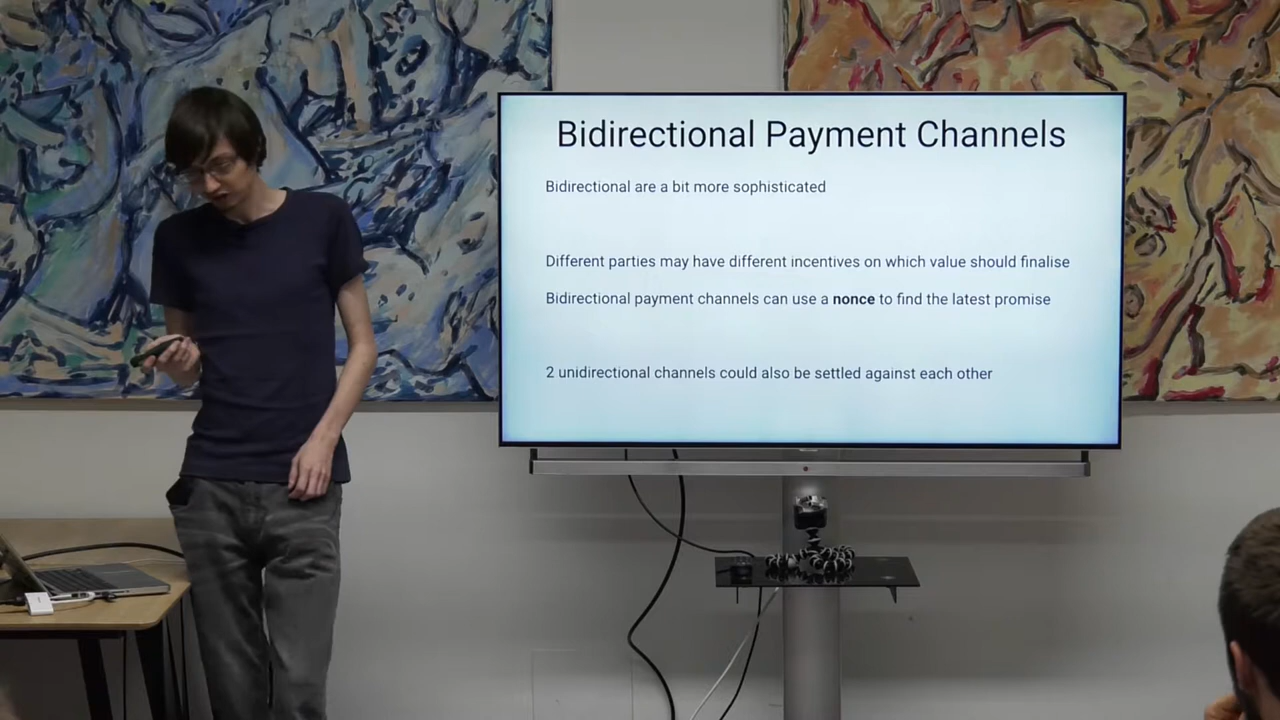 Bidirectional Payment Channels
Bidirectional are a bit more sophisticated
Different parties may have different incentives on which value should finalise
Bidirectional payment channels can use a nonce to find the latest promise
2 unidirectional channels could also be settled against each other